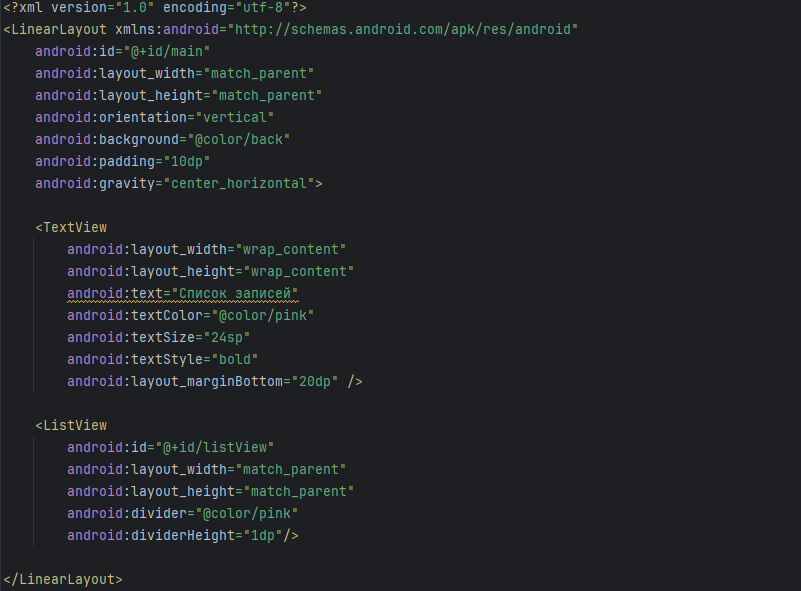 <?xml version="1.0" encoding="utf-8"?>
<LinearLayout xmlns:android="http://schemas.android.com/apk/res/android"
    android:id="@+id/main"
    android:layout_width="match_parent"
    android:layout_height="match_parent"
    android:orientation="vertical"
    android:background="@color/back"
    android:padding="10dp"
    android:gravity="center_horizontal">

    <TextView
        android:layout_width="wrap_content"
        android:layout_height="wrap_content"
        android:text="Список записей"
        android:textColor="@color/pink"
        android:textSize="24sp"
        android:textStyle="bold"
        android:layout_marginBottom="20dp" />

    <ListView
        android:id="@+id/listView"
        android:layout_width="match_parent"
        android:layout_height="match_parent"
        android:divider="@color/pink"
        android:dividerHeight="1dp"/>

</LinearLayout>